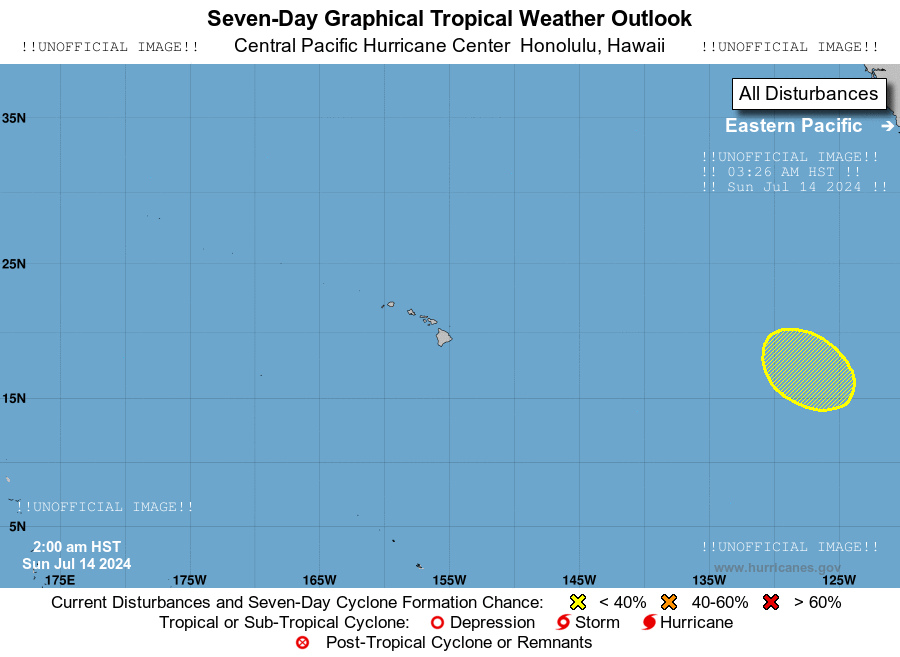 Seven-Day Graphical Tropical Weather Outlook
!!UNOFFICIAL IMAGE!! Central Pacific Hurricane Center Honolulu, Hawaii !!UNOFFICIAL IMAGE!!
All Disturbances
35N
Eastern Pacific
!!UNOFFICIAL IMAGE!!
!! 03:26 AM HST !!
!! Sun Jul 14 2024 !!
25N
15N
!!UNOFFICIAL IMAGE!!
5N
2:00 am HST
Sun Jul 14 2024
!!UNOFFICIAL IMAGE!!
www.hurricanes.gov
175E 175W 165W 155W 145W 135W 125W
Current Disturbances and Seven-Day Cyclone Formation Chance: < 40% 40-60% > 60%
Tropical or Sub-Tropical Cyclone: Depression Storm Hurricane
Post-Tropical Cyclone or Remnants